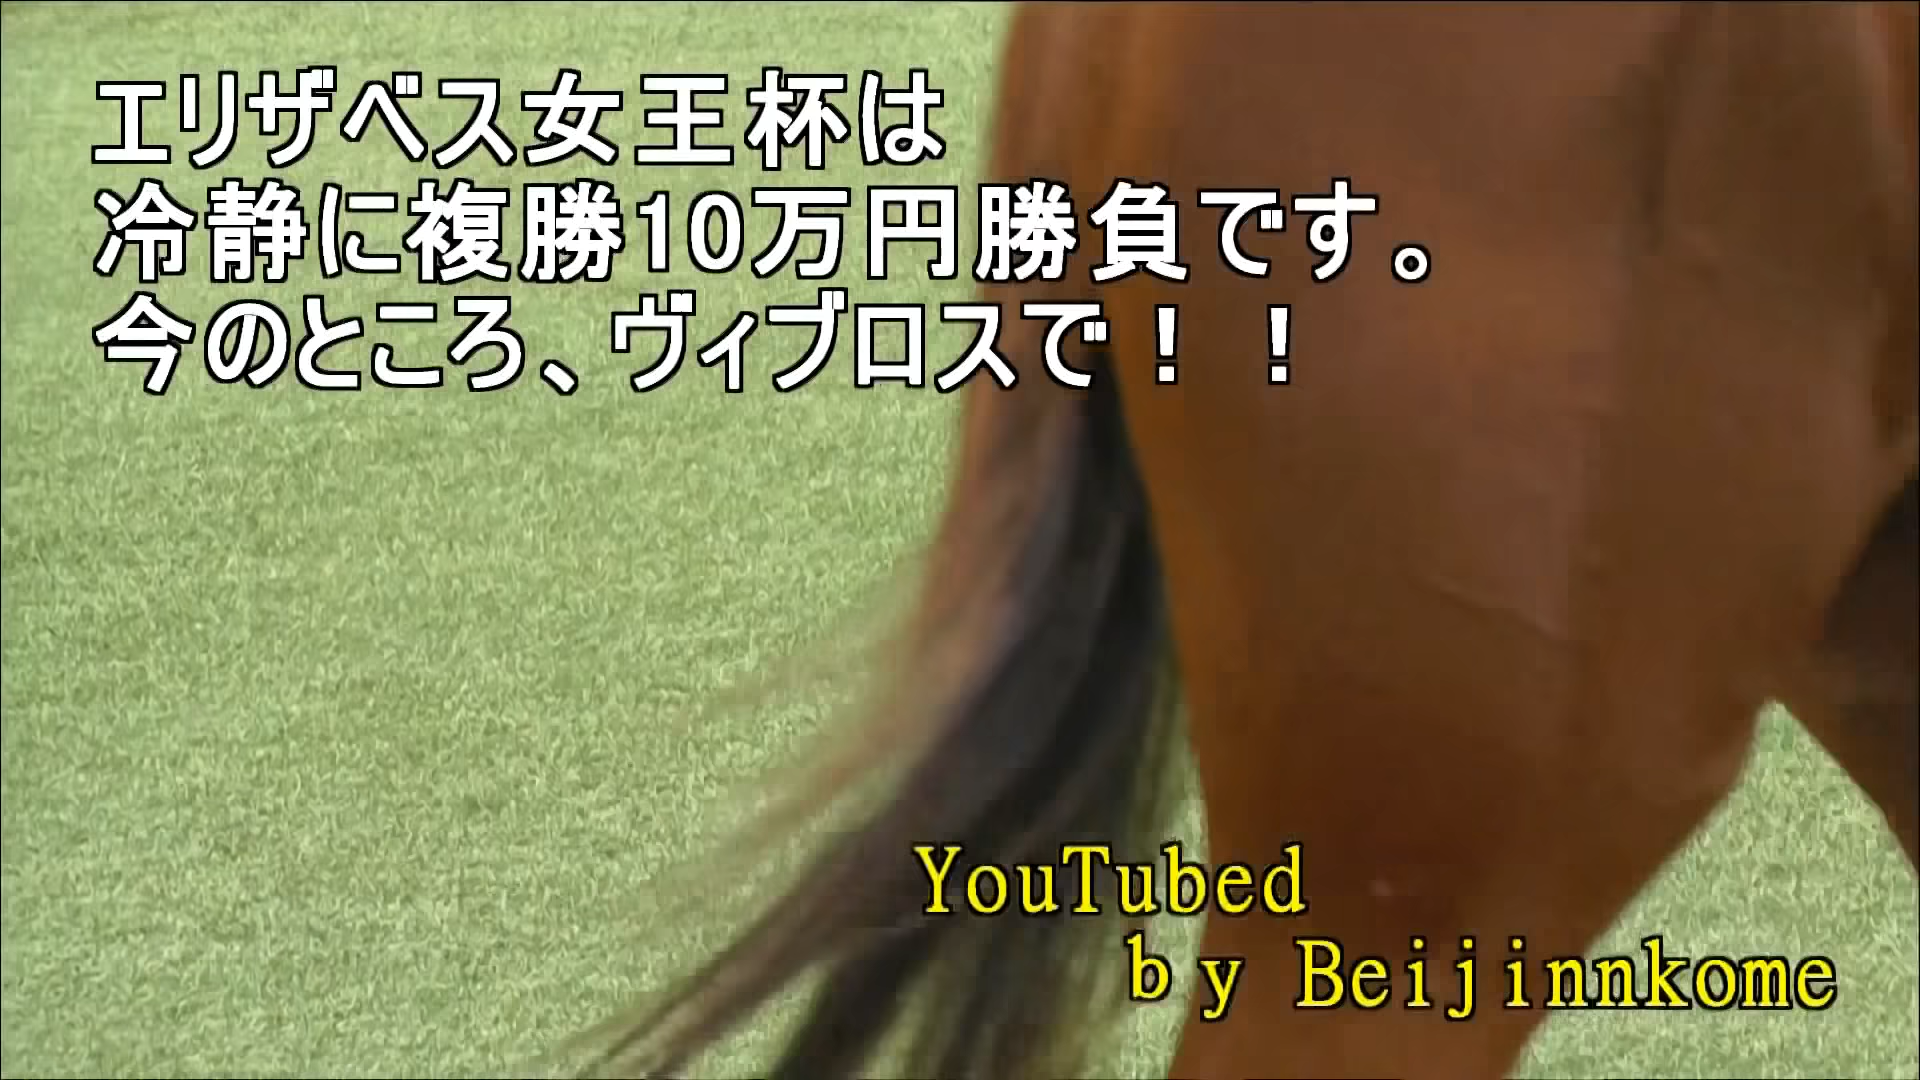 エリザベス女王杯は
冷静に複勝10万円勝負です。
今のところ、ヴィブロスで！！
YouTubed
by Beijinnkome